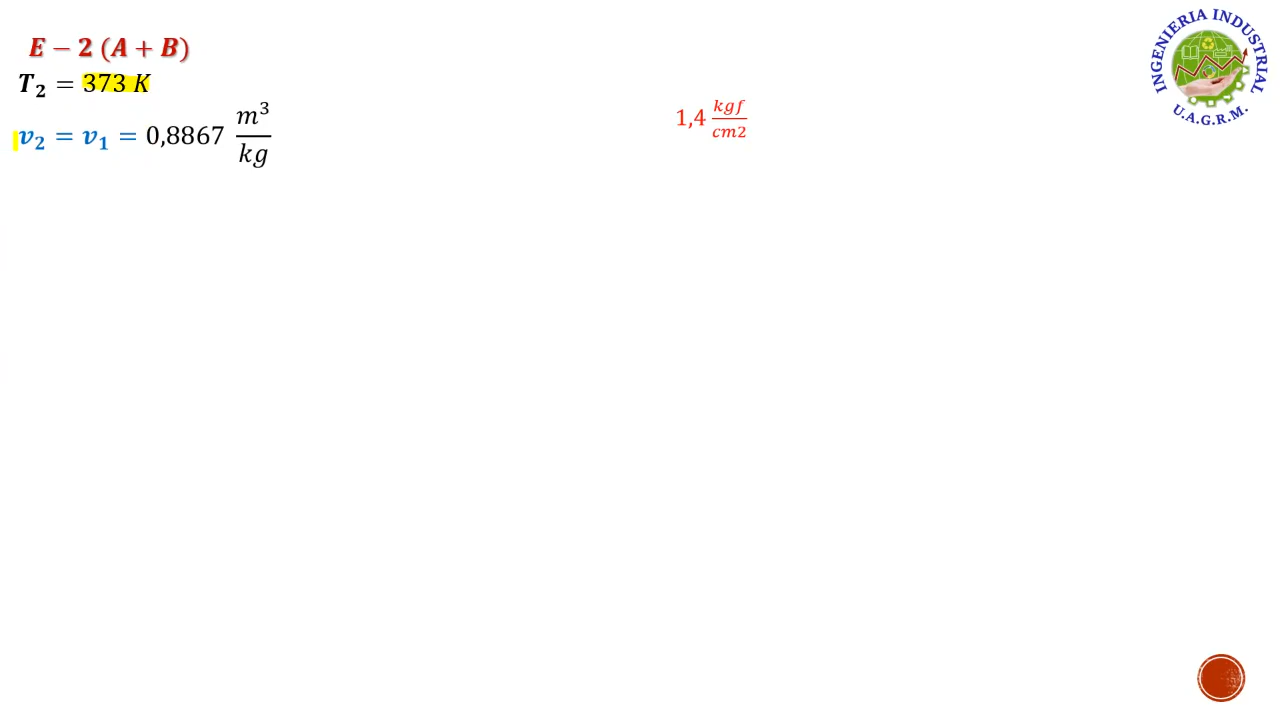 E − 2 (A + B)
T₂ = 373 K
v₂ = v₁ = 0,8867 m³/kg
1,4 kgf/cm2
INGENIERIA INDUSTRIAL
U.A.G.R.M.